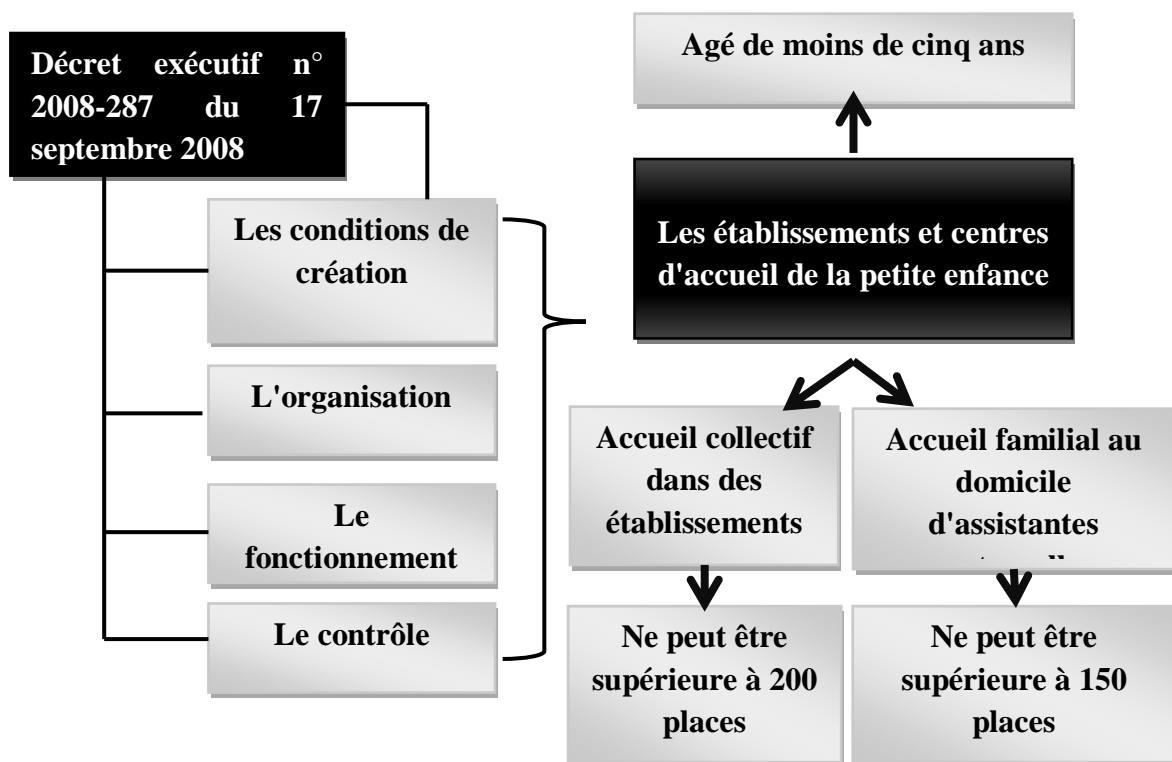 Décret exécutif n°
2008-287 du 17
septembre 2008
Les conditions de
création
L'organisation
Le
fonctionnement
Le contrôle
Agé de moins de cinq ans
Les établissements et centres
d'accueil de la petite enfance
Accueil collectif
dans des
établissements
Accueil familial au
domicile
d'assistantes
Ne peut être
supérieure à 200
places
Ne peut être
supérieure à 150
places